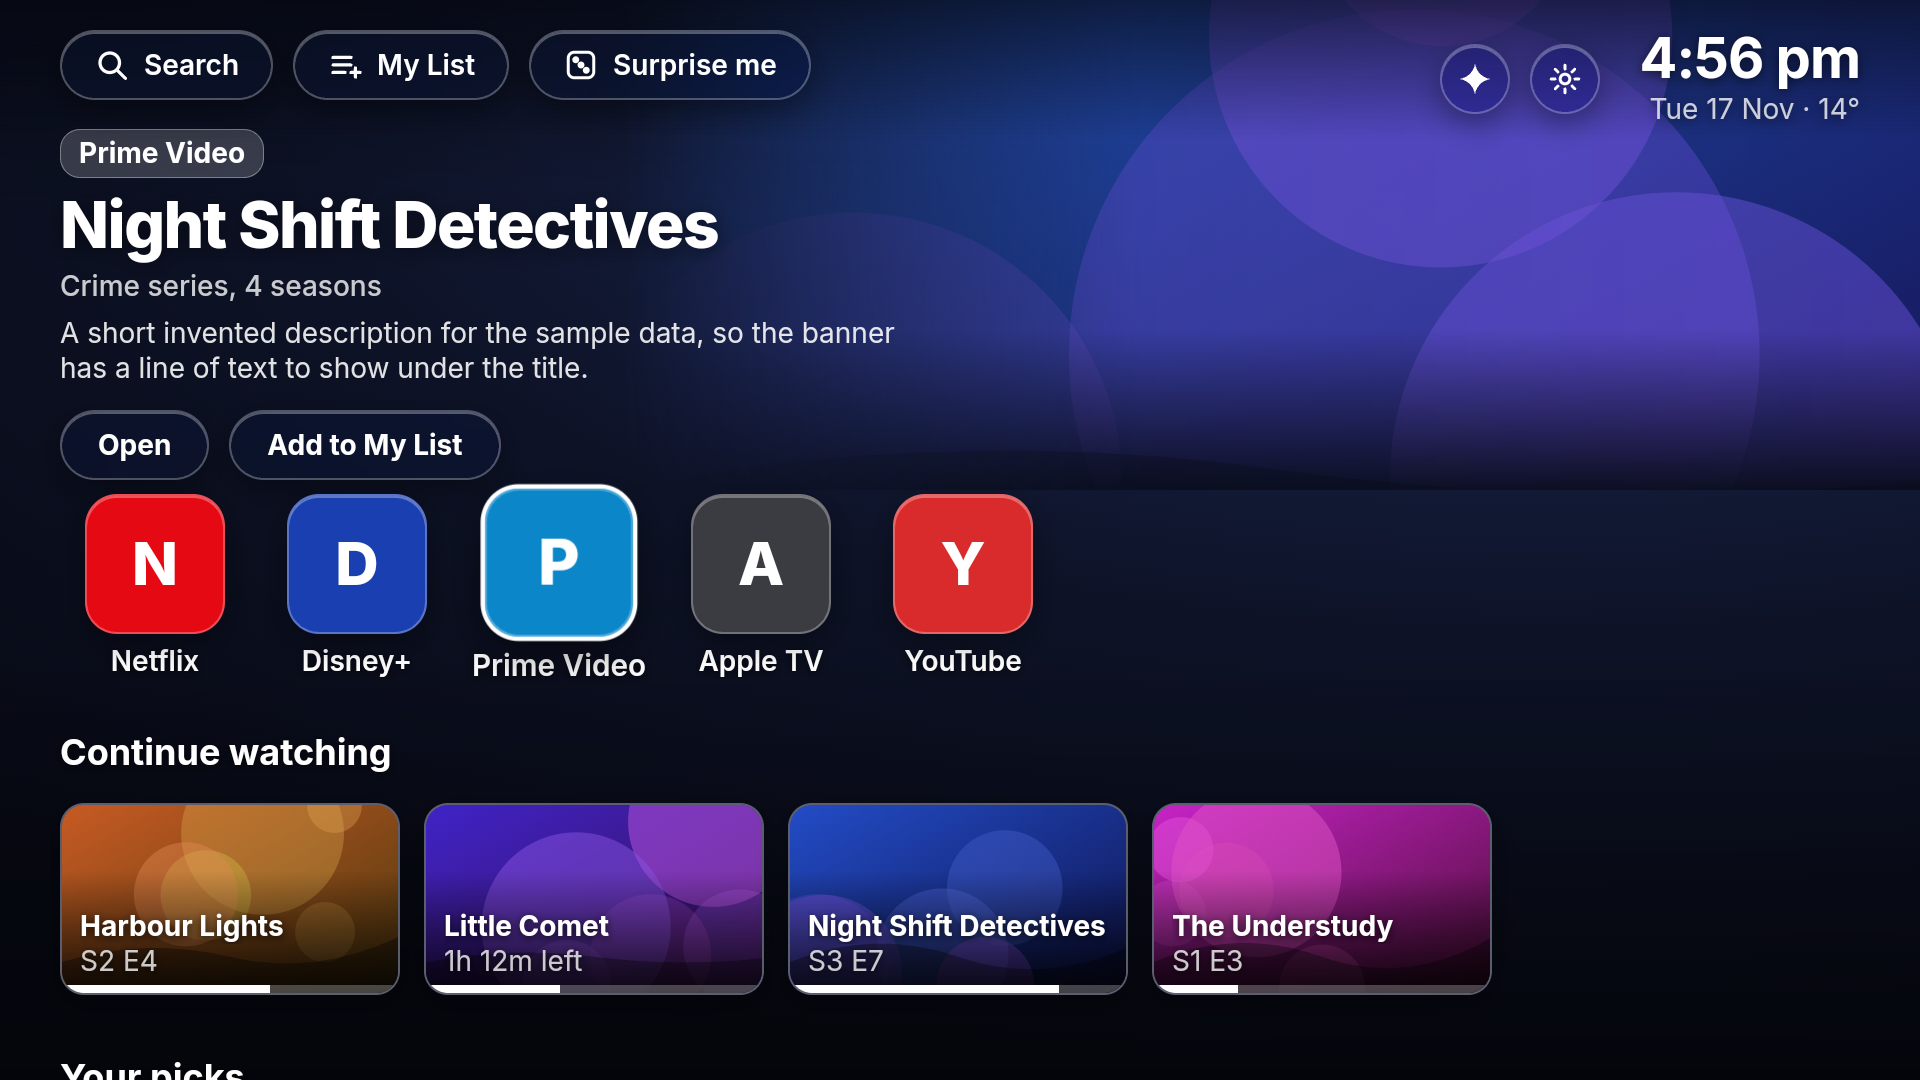 Search
My List
Surprise me
4:56 pm
Tue 17 Nov · 14°
Prime Video
Night Shift Detectives
Crime series, 4 seasons
A short invented description for the sample data, so the banner
has a line of text to show under the title.
Open
Add to My List
N
D
P
A
Y
Netflix
Disney+
Prime Video
Apple TV
YouTube
Continue watching
Harbour Lights
S2 E4
Little Comet
1h 12m left
Night Shift Detectives
S3 E7
The Understudy
S1 E3
Your picks